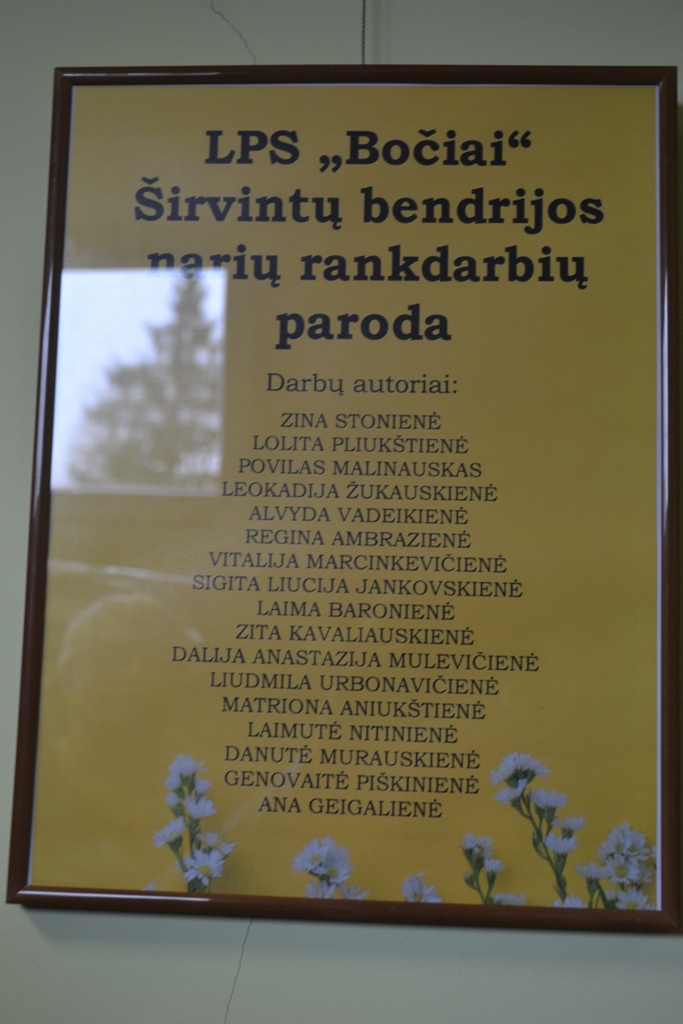 LPS „Bočiai“
Širvintų bendrijos
narių rankdarbių
paroda
Darbų autoriai:
ZINA STONIENĖ
LOLITA PLIUKŠTIENĖ
POVILAS MALINAUSKAS
LEOKADIJA ŽUKAUSKIENĖ
ALVYDA VADEIKIENĖ
REGINA AMBRAZIENĖ
VITALIJA MARCINKEVIČIENĖ
SIGITA LIUCIJA JANKOVSKIENĖ
LAIMA BARONIENĖ
ZITA KAVALIAUSKIENĖ
DALIJA ANASTAZIJA MULEVIČIENĖ
LIUDMILA URBONAVIČIENĖ
MATRIONA ANIUKŠTIENĖ
LAIMUTĖ NITINIENĖ
DANUTĖ MURAUSKIENĖ
GENOVAITĖ PIŠKINIENĖ
ANA GEIGALIENĖ